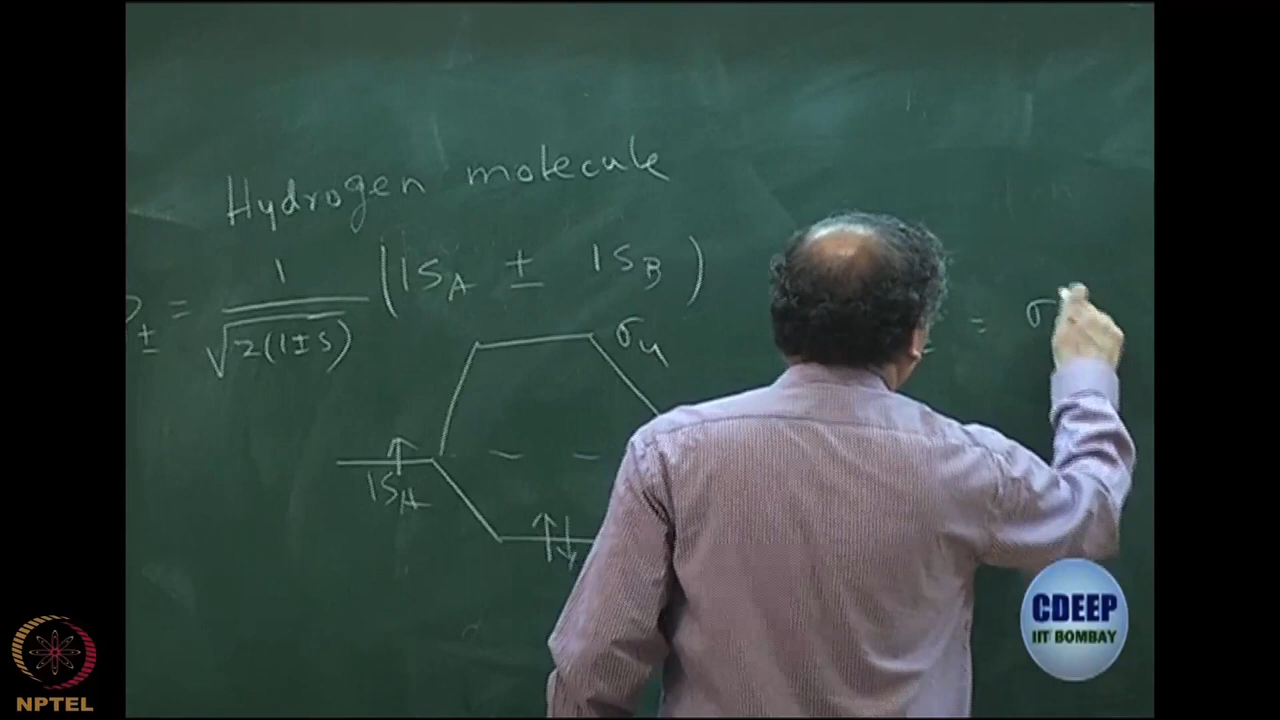 Hydrogen molecule
± = 1/√2(1±S) (1S_A ± 1S_B)
σ_u
= σ
1S_A
CDEEP
IIT BOMBAY
NPTEL